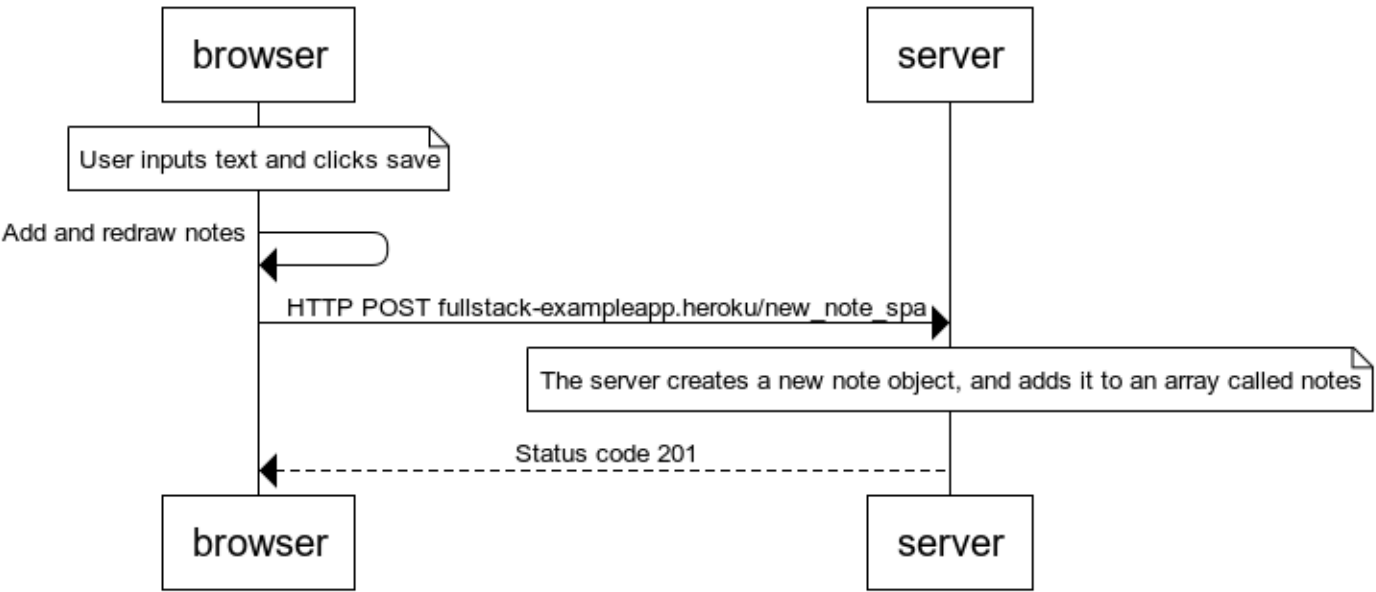 browser
server
User inputs text and clicks save
Add and redraw notes
HTTP POST fullstack-exampleapp.heroku/new_note_spa
The server creates a new note object, and adds it to an array called notes
Status code 201
browser
server